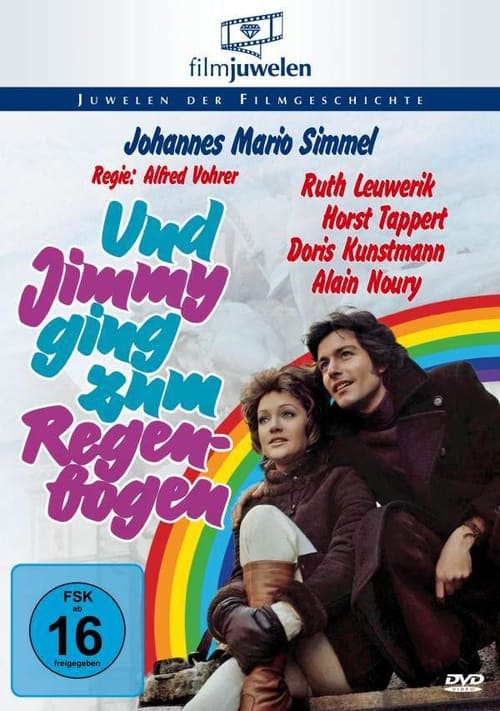 filmjuwelen
JUWELEN DER FILMGESCHICHTE
Johannes Mario Simmel
Regie: Alfred Vohrer
Ruth Leuwerik
Horst Tappert
Doris Kunstmann
Alain Noury
Und
Jimmy
ging
zum
Regen-
bogen
FSK
ab
16
freigegeben
DVD
VIDEO